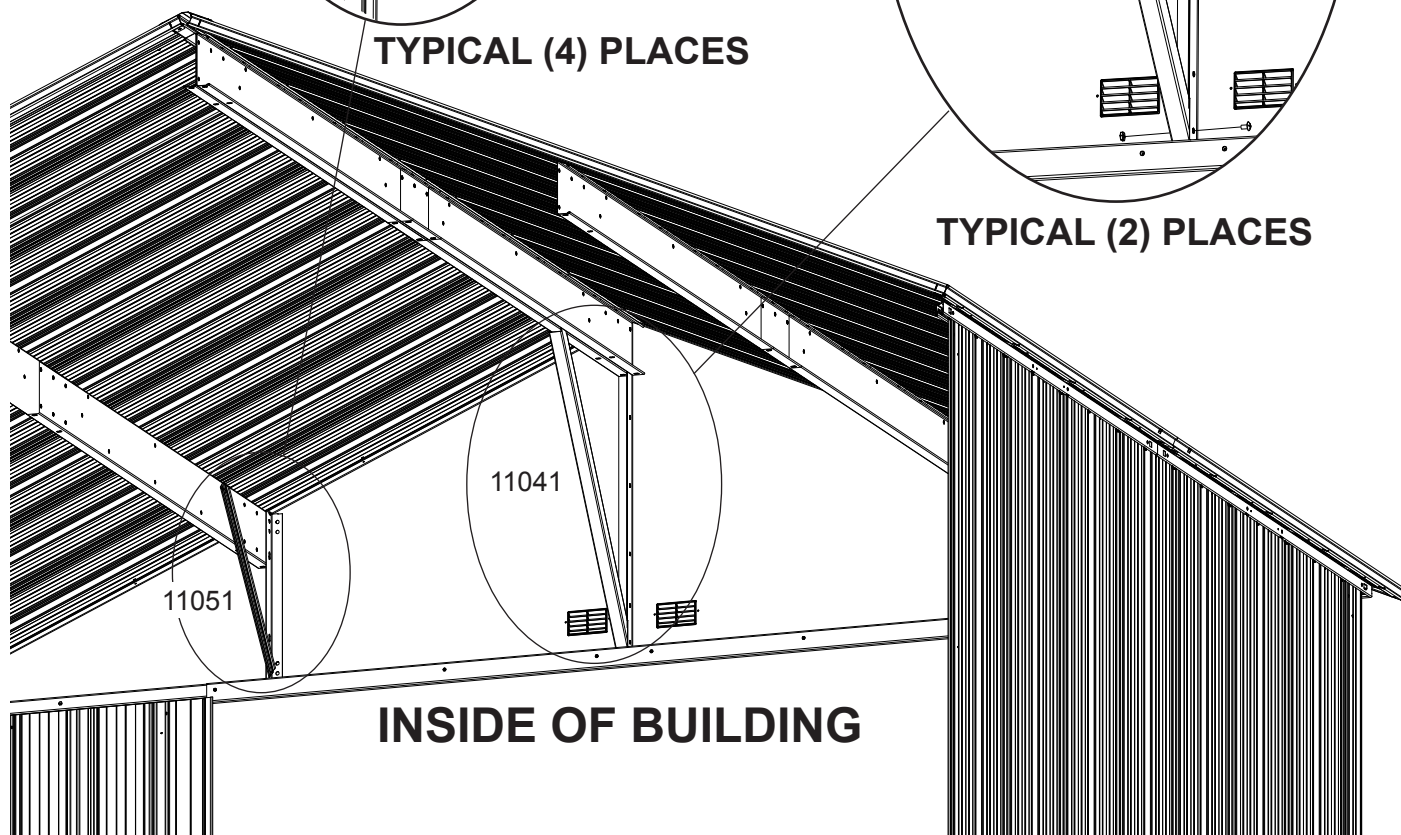 TYPICAL (4) PLACES
TYPICAL (2) PLACES
11041
11051
INSIDE OF BUILDING